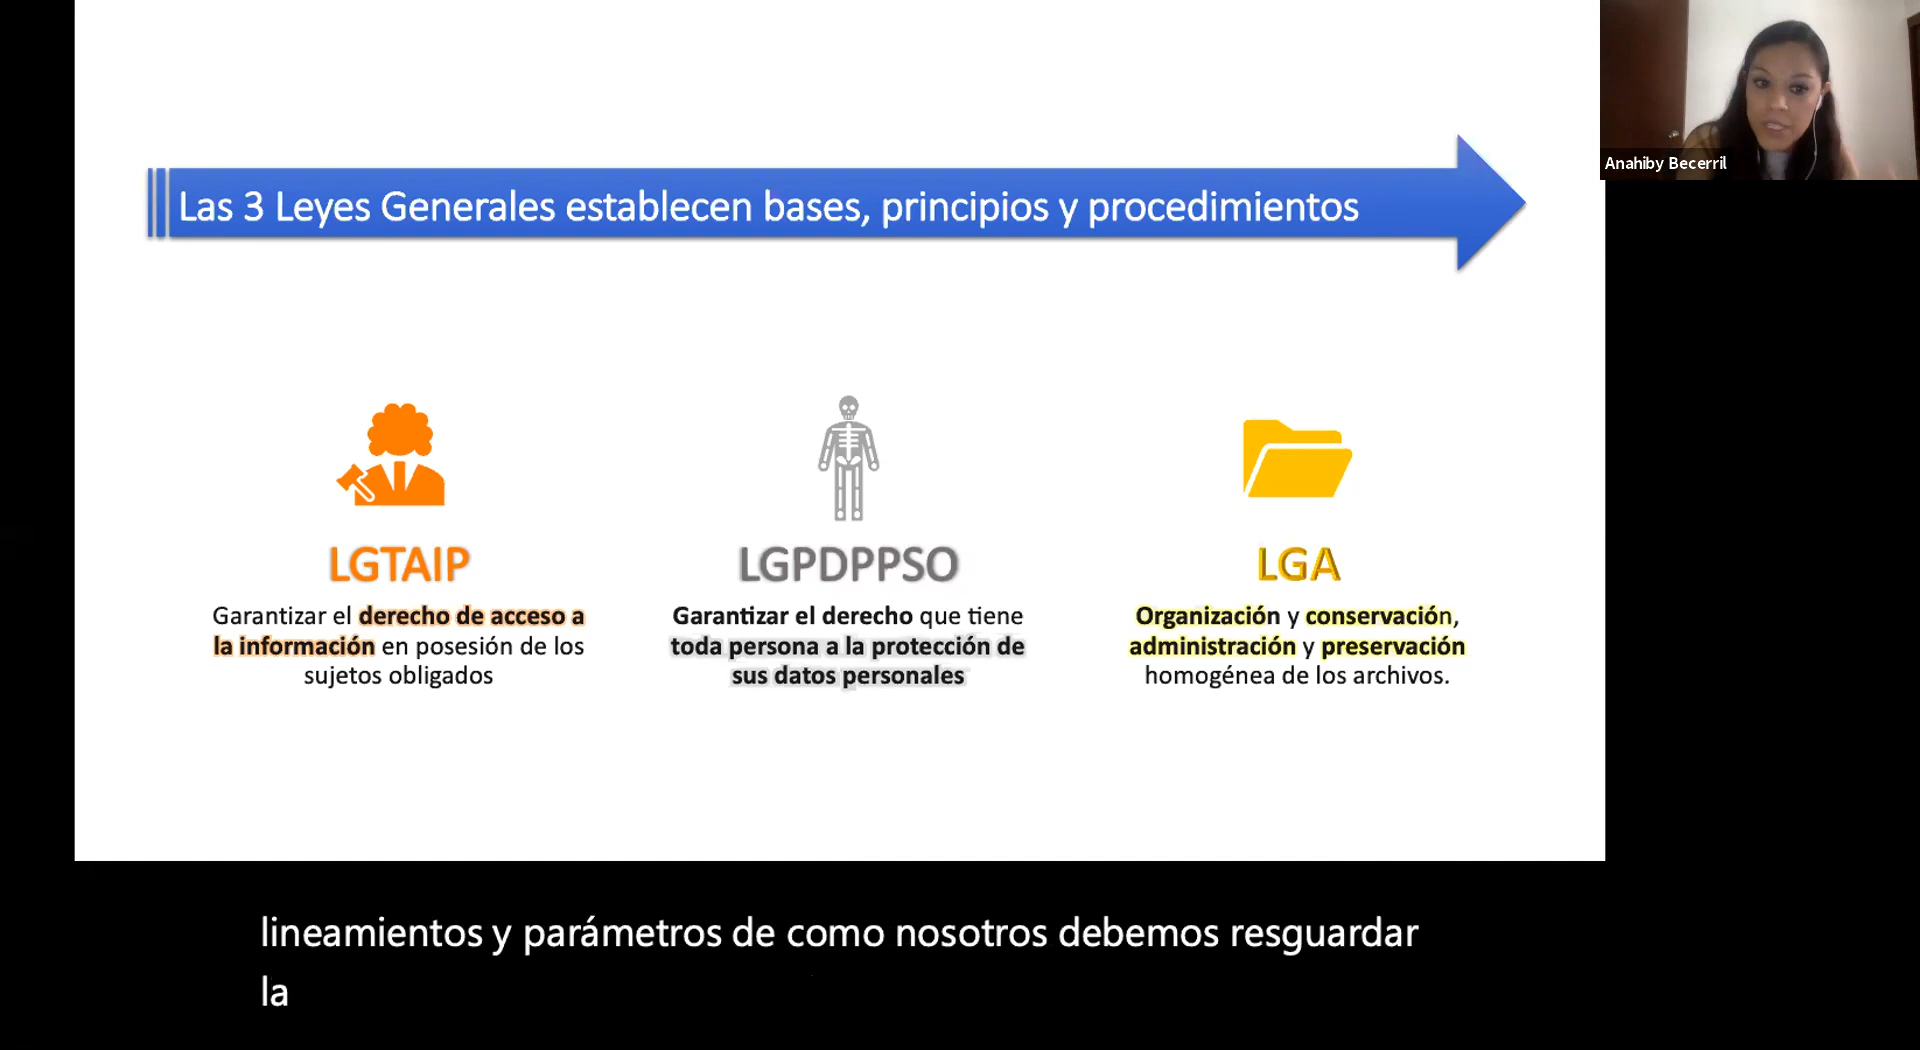 Las 3 Leyes Generales establecen bases, principios y procedimientos
Anahiby Becerril
LGTAIP
Garantizar el derecho de acceso a
la información en posesión de los
sujetos obligados
LGPDPPSO
Garantizar el derecho que tiene
toda persona a la protección de
sus datos personales
LGA
Organización y conservación,
administración y preservación
homogénea de los archivos.
lineamientos y parámetros de como nosotros debemos resguardar
la